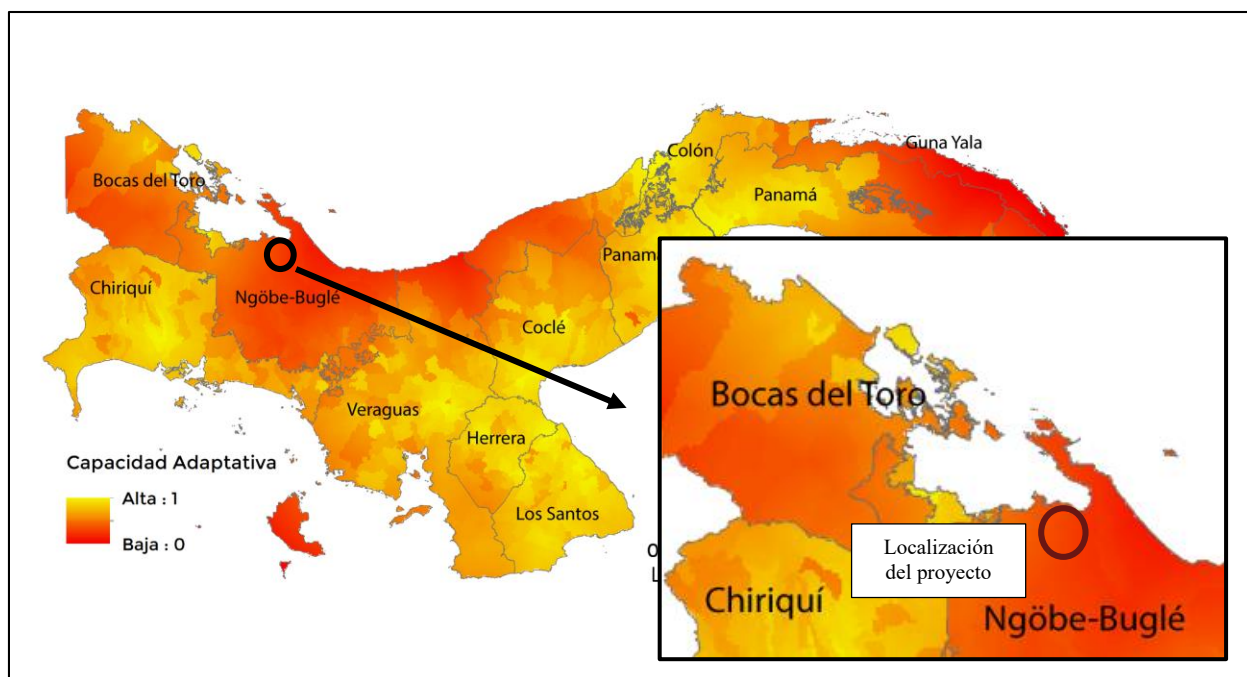 Guna Yala
Colón
Bocas del Toro
Panamá
Panamá
Chiriquí
Ngöbe-Buglé
Coclé
Veraguas
Herrera
Los Santos
Capacidad Adaptativa
Alta : 1
Baja : 0
Bocas del Toro
Localización
del proyecto
Chiriquí
Ngöbe-Buglé